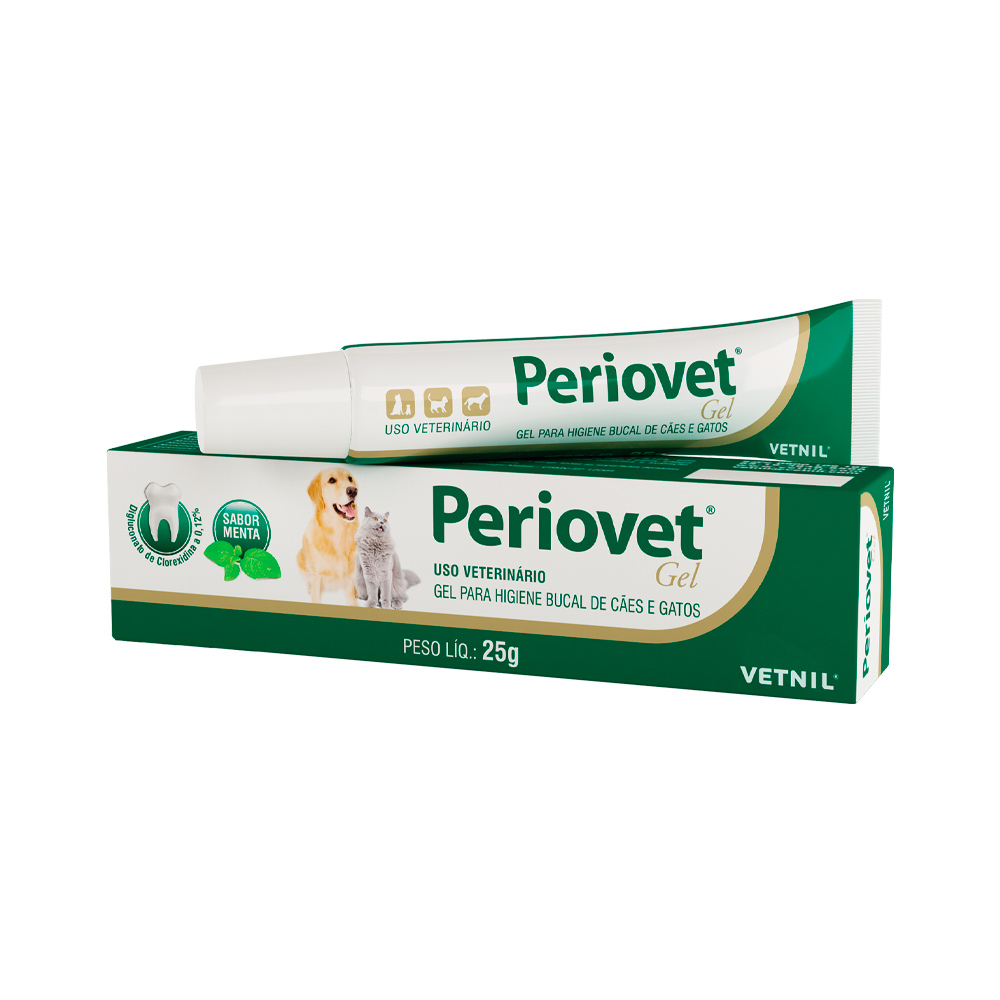 Periovet®
Gel
USO VETERINÁRIO
GEL PARA HIGIENE BUCAL DE CÃES E GATOS
VETNIL®
Digluconato de Clorexidina a 0,12%
SABOR
MENTA
Periovet®
Gel
USO VETERINÁRIO
GEL PARA HIGIENE BUCAL DE CÃES E GATOS
PESO LÍQ.: 25g
VETNIL®
VETNIL®
Periovet®